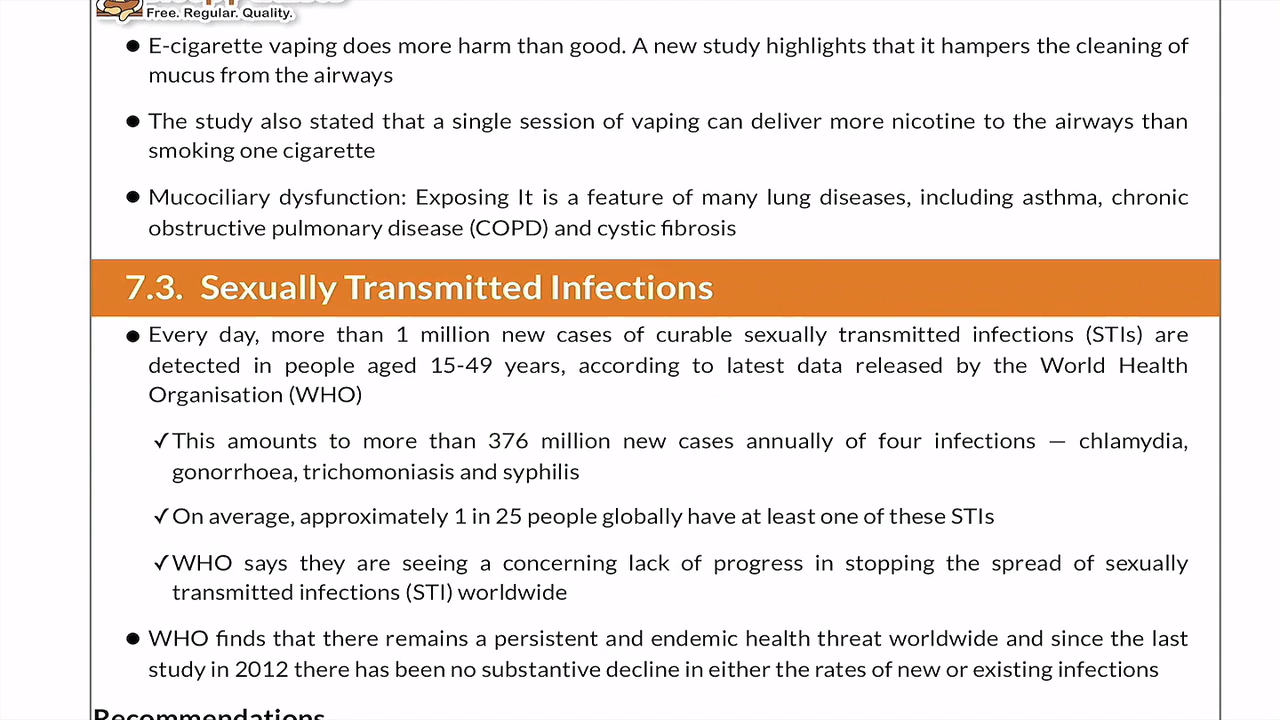 Free. Regular. Quality.
● E-cigarette vaping does more harm than good. A new study highlights that it hampers the cleaning of
mucus from the airways
● The study also stated that a single session of vaping can deliver more nicotine to the airways than
smoking one cigarette
● Mucociliary dysfunction: Exposing It is a feature of many lung diseases, including asthma, chronic
obstructive pulmonary disease (COPD) and cystic fibrosis
7.3. Sexually Transmitted Infections
● Every day, more than 1 million new cases of curable sexually transmitted infections (STIs) are
detected in people aged 15-49 years, according to latest data released by the World Health
Organisation (WHO)
✓This amounts to more than 376 million new cases annually of four infections — chlamydia,
gonorrhoea, trichomoniasis and syphilis
✓On average, approximately 1 in 25 people globally have at least one of these STIs
✓WHO says they are seeing a concerning lack of progress in stopping the spread of sexually
transmitted infections (STI) worldwide
● WHO finds that there remains a persistent and endemic health threat worldwide and since the last
study in 2012 there has been no substantive decline in either the rates of new or existing infections
Recommendations